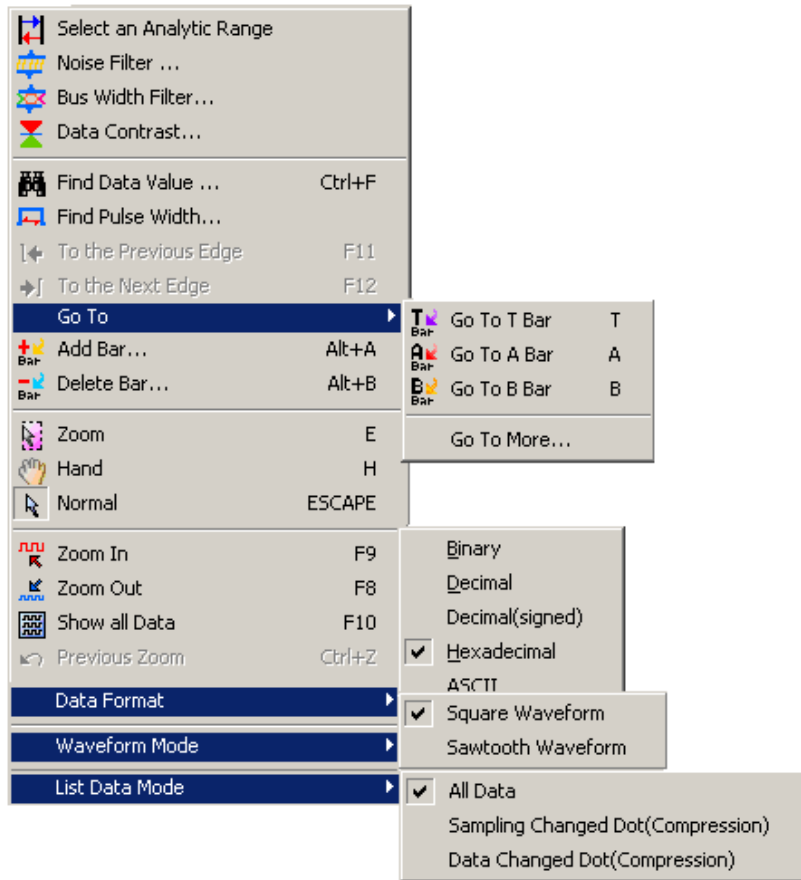 Select an Analytic Range
Noise Filter ...
Bus Width Filter...
Data Contrast...
Find Data Value ... Ctrl+F
Find Pulse Width...
To the Previous Edge F11
To the Next Edge F12
Go To
Add Bar... Alt+A
Delete Bar... Alt+B
Zoom E
Hand H
Normal ESCAPE
Zoom In F9
Zoom Out F8
Show all Data F10
Previous Zoom Ctrl+Z
Data Format
Waveform Mode
List Data Mode
T Bar Go To T Bar T
A Bar Go To A Bar A
B Bar Go To B Bar B
Go To More...
Binary
Decimal
Decimal(signed)
Hexadecimal
ASCII
Square Waveform
Sawtooth Waveform
All Data
Sampling Changed Dot(Compression)
Data Changed Dot(Compression)